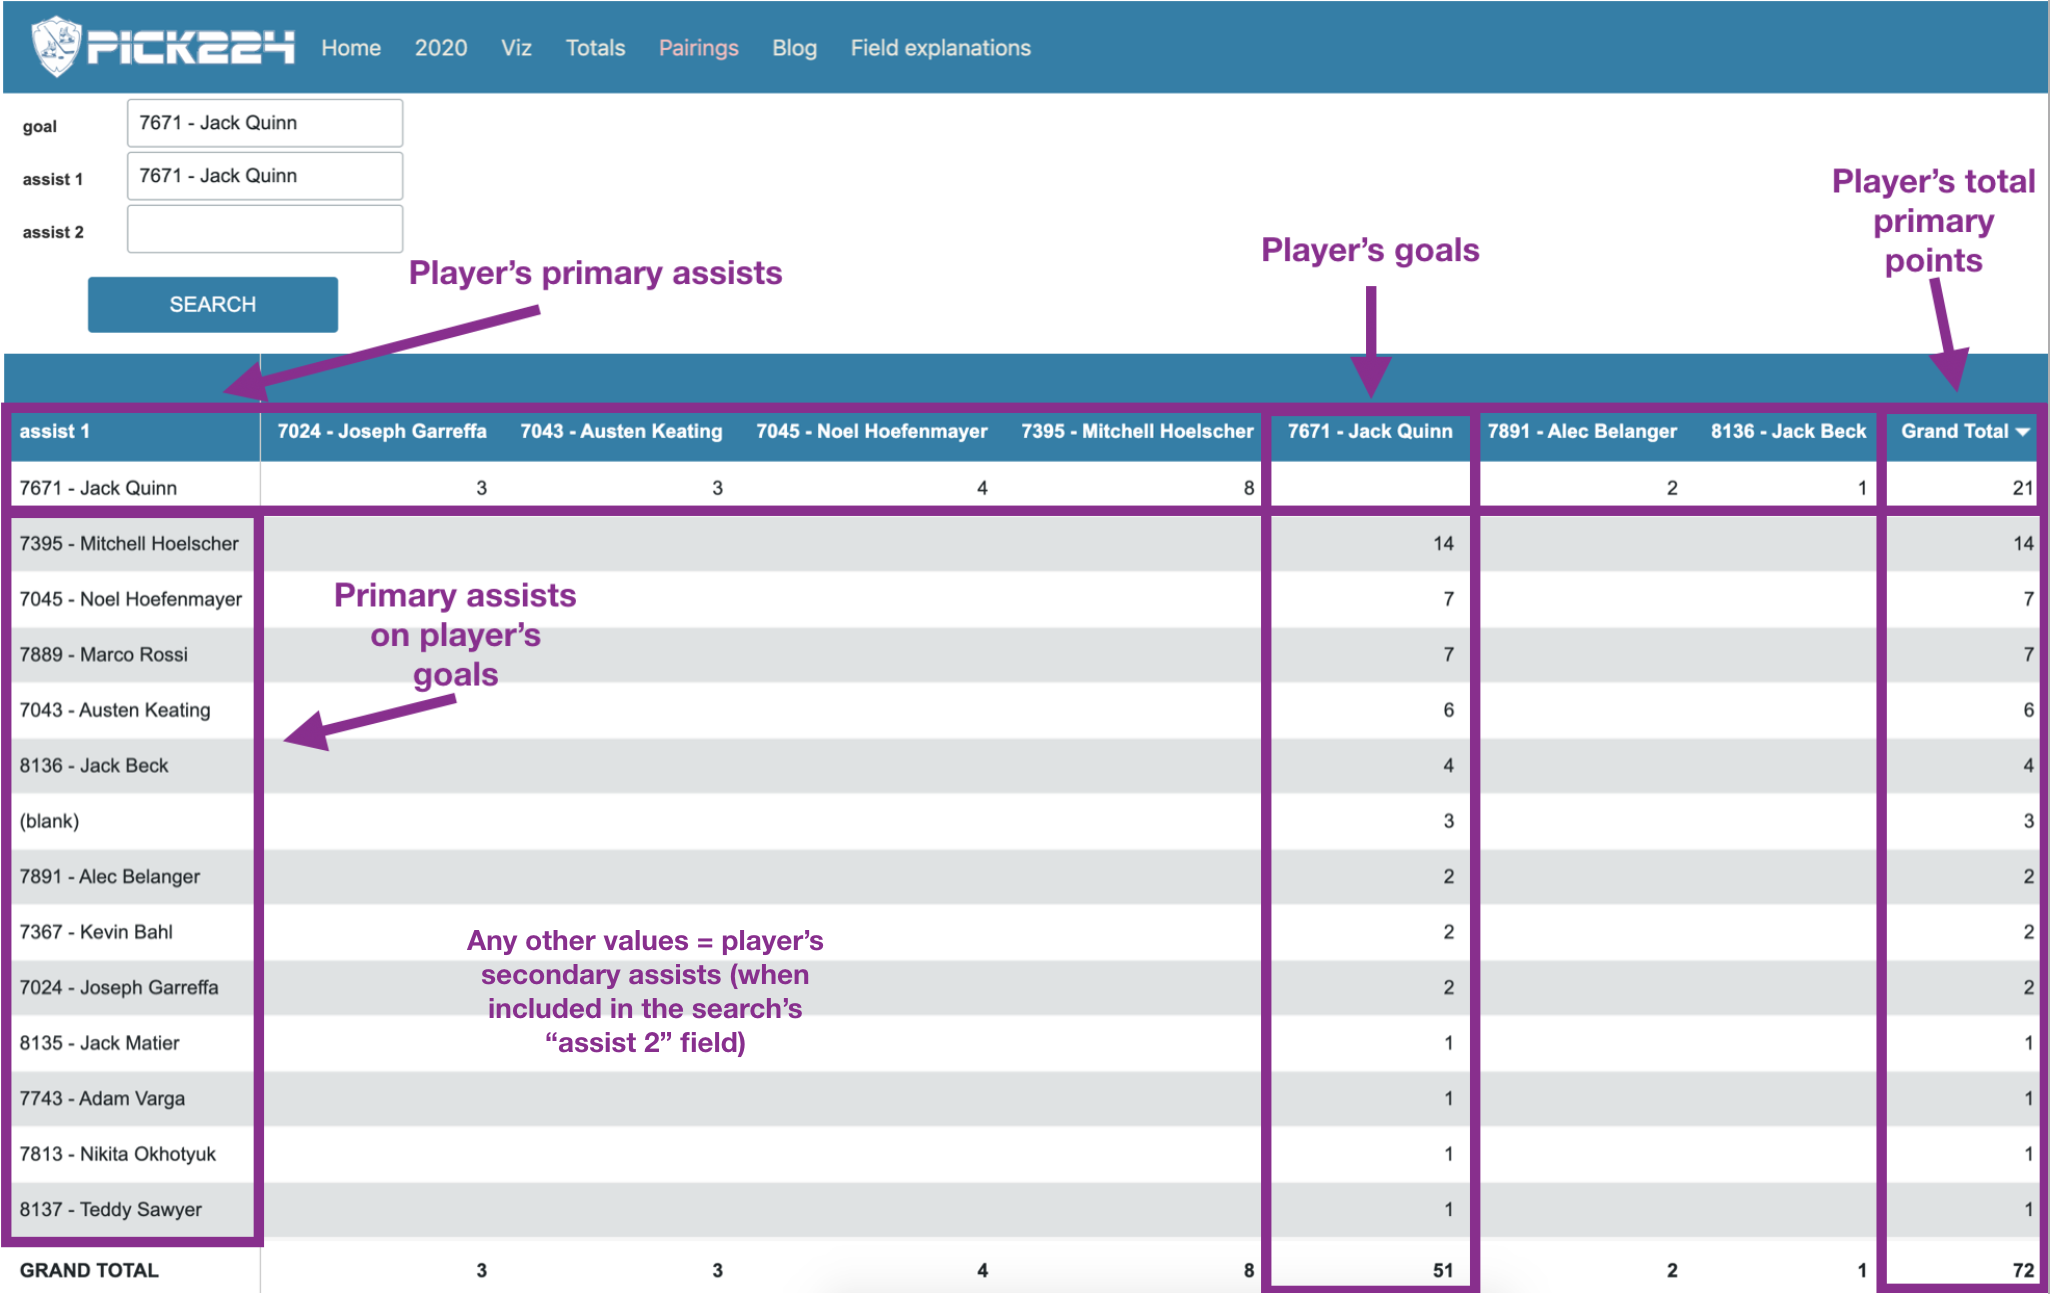 PICK224 Home 2020 Viz Totals Pairings Blog Field explanations
goal 7671 - Jack Quinn
assist 1 7671 - Jack Quinn
assist 2
SEARCH
Player's primary assists
Player's goals
Player's total
primary
points
assist 1 7024 - Joseph Garreffa 7043 - Austen Keating 7045 - Noel Hoefenmayer 7395 - Mitchell Hoelscher 7671 - Jack Quinn 7891 - Alec Belanger 8136 - Jack Beck Grand Total
7671 - Jack Quinn 3 3 4 8 2 1 21
7395 - Mitchell Hoelscher 14 14
7045 - Noel Hoefenmayer 7 7
7889 - Marco Rossi 7 7
7043 - Austen Keating 6 6
8136 - Jack Beck 4 4
(blank) 3 3
7891 - Alec Belanger 2 2
7367 - Kevin Bahl 2 2
7024 - Joseph Garreffa 2 2
8135 - Jack Matier 1 1
7743 - Adam Varga 1 1
7813 - Nikita Okhotyuk 1 1
8137 - Teddy Sawyer 1 1
GRAND TOTAL 3 3 4 8 51 2 1 72
Primary assists
on player's
goals
Any other values = player's
secondary assists (when
included in the search's
“assist 2” field)